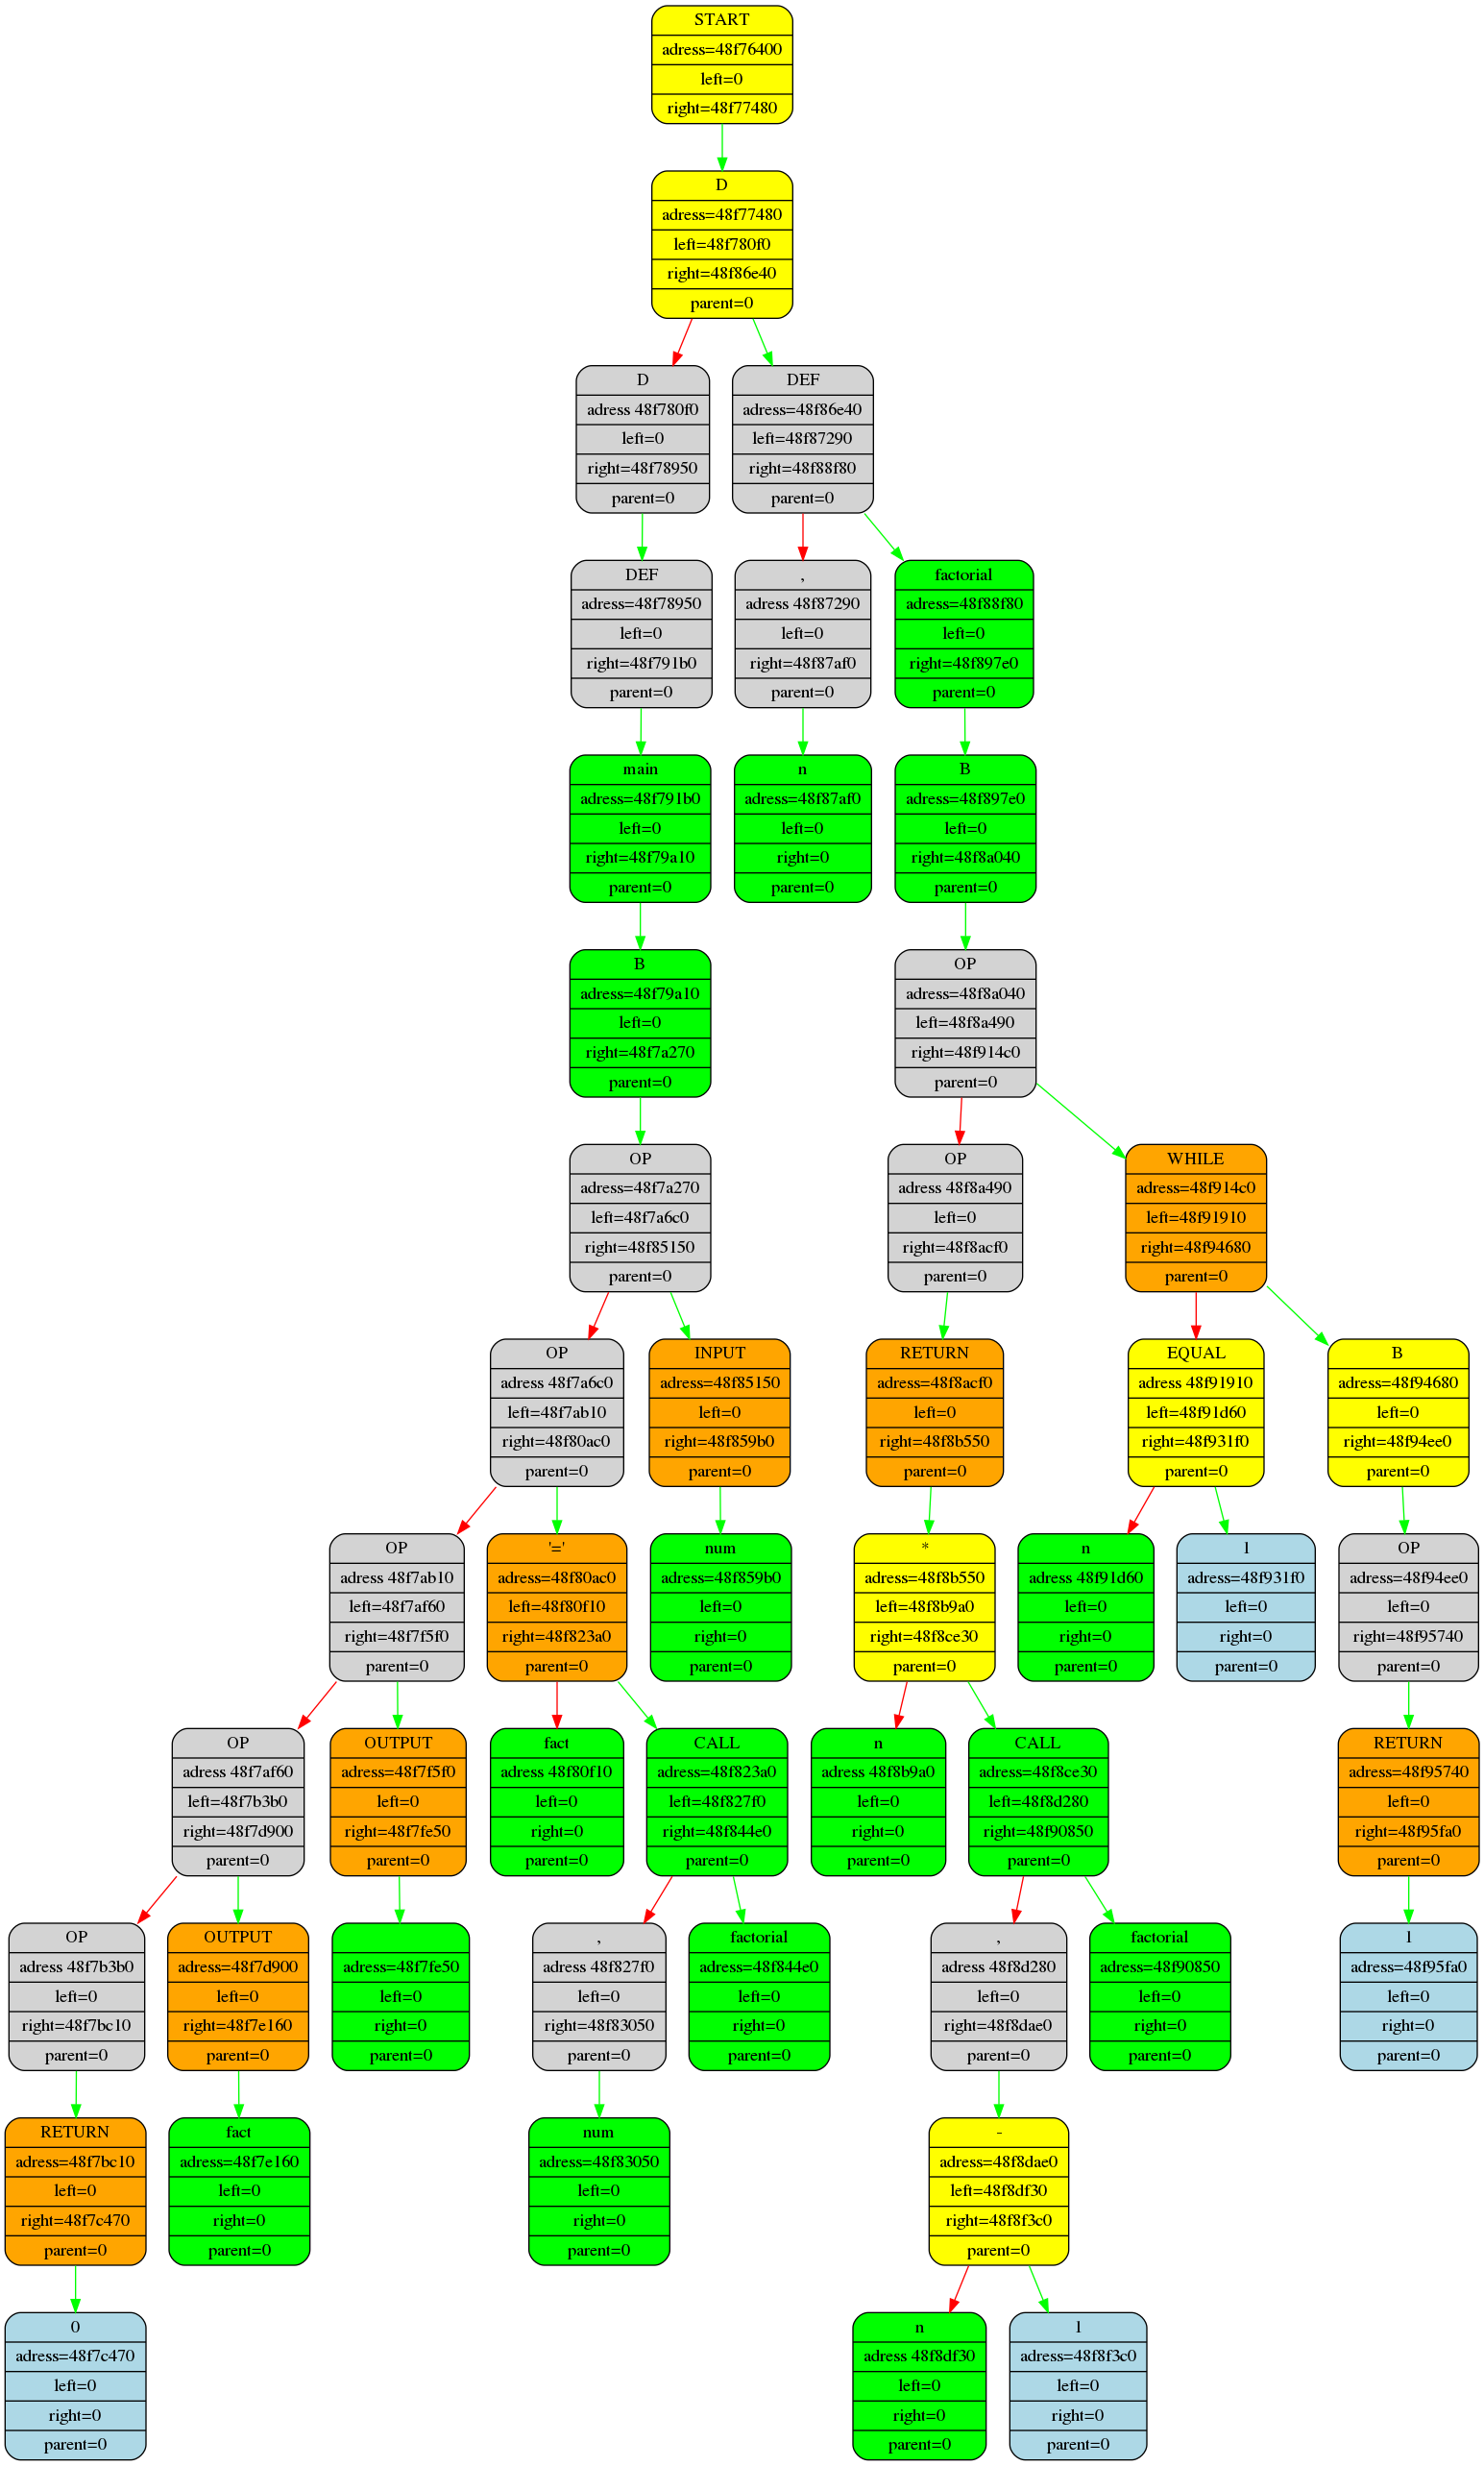 START
adress=48f76400
left=0
right=48f77480
D
adress=48f77480
left=48f780f0
right=48f86e40
parent=0
D
adress 48f780f0
left=0
right=48f78950
parent=0
DEF
adress=48f86e40
left=48f87290
right=48f88f80
parent=0
DEF
adress=48f78950
left=0
right=48f791b0
parent=0
,
adress 48f87290
left=0
right=48f87af0
parent=0
factorial
adress=48f88f80
left=0
right=48f897e0
parent=0
main
adress=48f791b0
left=0
right=48f79a10
parent=0
n
adress=48f87af0
left=0
right=0
parent=0
B
adress=48f897e0
left=0
right=48f8a040
parent=0
B
adress=48f79a10
left=0
right=48f7a270
parent=0
OP
adress=48f8a040
left=48f8a490
right=48f914c0
parent=0
OP
adress=48f7a270
left=48f7a6c0
right=48f85150
parent=0
OP
adress 48f8a490
left=0
right=48f8acf0
parent=0
WHILE
adress=48f914c0
left=48f91910
right=48f94680
parent=0
OP
adress 48f7a6c0
left=48f7ab10
right=48f80ac0
parent=0
INPUT
adress=48f85150
left=0
right=48f859b0
parent=0
RETURN
adress=48f8acf0
left=0
right=48f8b550
parent=0
EQUAL
adress 48f91910
left=48f91d60
right=48f931f0
parent=0
B
adress=48f94680
left=0
right=48f94ee0
parent=0
OP
adress 48f7ab10
left=48f7af60
right=48f7f5f0
parent=0
'='
adress=48f80ac0
left=48f80f10
right=48f823a0
parent=0
num
adress=48f859b0
left=0
right=0
parent=0
*
adress=48f8b550
left=48f8b9a0
right=48f8ce30
parent=0
n
adress 48f91d60
left=0
right=0
parent=0
1
adress=48f931f0
left=0
right=0
parent=0
OP
adress=48f94ee0
left=0
right=48f95740
parent=0
OP
adress 48f7af60
left=48f7b3b0
right=48f7d900
parent=0
OUTPUT
adress=48f7f5f0
left=0
right=48f7fe50
parent=0
fact
adress 48f80f10
left=0
right=0
parent=0
CALL
adress=48f823a0
left=48f827f0
right=48f844e0
parent=0
n
adress 48f8b9a0
left=0
right=0
parent=0
CALL
adress=48f8ce30
left=48f8d280
right=48f90850
parent=0
RETURN
adress=48f95740
left=0
right=48f95fa0
parent=0
OP
adress 48f7b3b0
left=0
right=48f7bc10
parent=0
OUTPUT
adress=48f7d900
left=0
right=48f7e160
parent=0
adress=48f7fe50
left=0
right=0
parent=0
,
adress 48f827f0
left=0
right=48f83050
parent=0
factorial
adress=48f844e0
left=0
right=0
parent=0
,
adress 48f8d280
left=0
right=48f8dae0
parent=0
factorial
adress=48f90850
left=0
right=0
parent=0
1
adress=48f95fa0
left=0
right=0
parent=0
RETURN
adress=48f7bc10
left=0
right=48f7c470
parent=0
fact
adress=48f7e160
left=0
right=0
parent=0
num
adress=48f83050
left=0
right=0
parent=0
-
adress=48f8dae0
left=48f8df30
right=48f8f3c0
parent=0
0
adress=48f7c470
left=0
right=0
parent=0
n
adress 48f8df30
left=0
right=0
parent=0
1
adress=48f8f3c0
left=0
right=0
parent=0